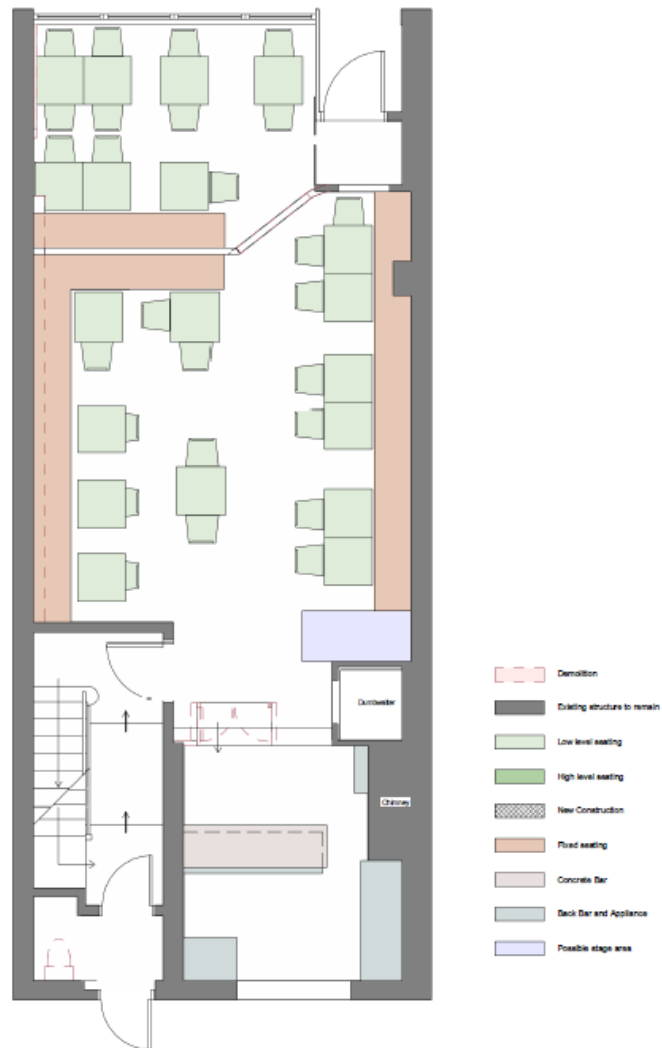 Dumbwaiter
Chimney
Demolition
Existing structure to remain
Low level seating
High level seating
New Construction
Fixed seating
Concrete Bar
Back Bar and Appliance
Possible stage area